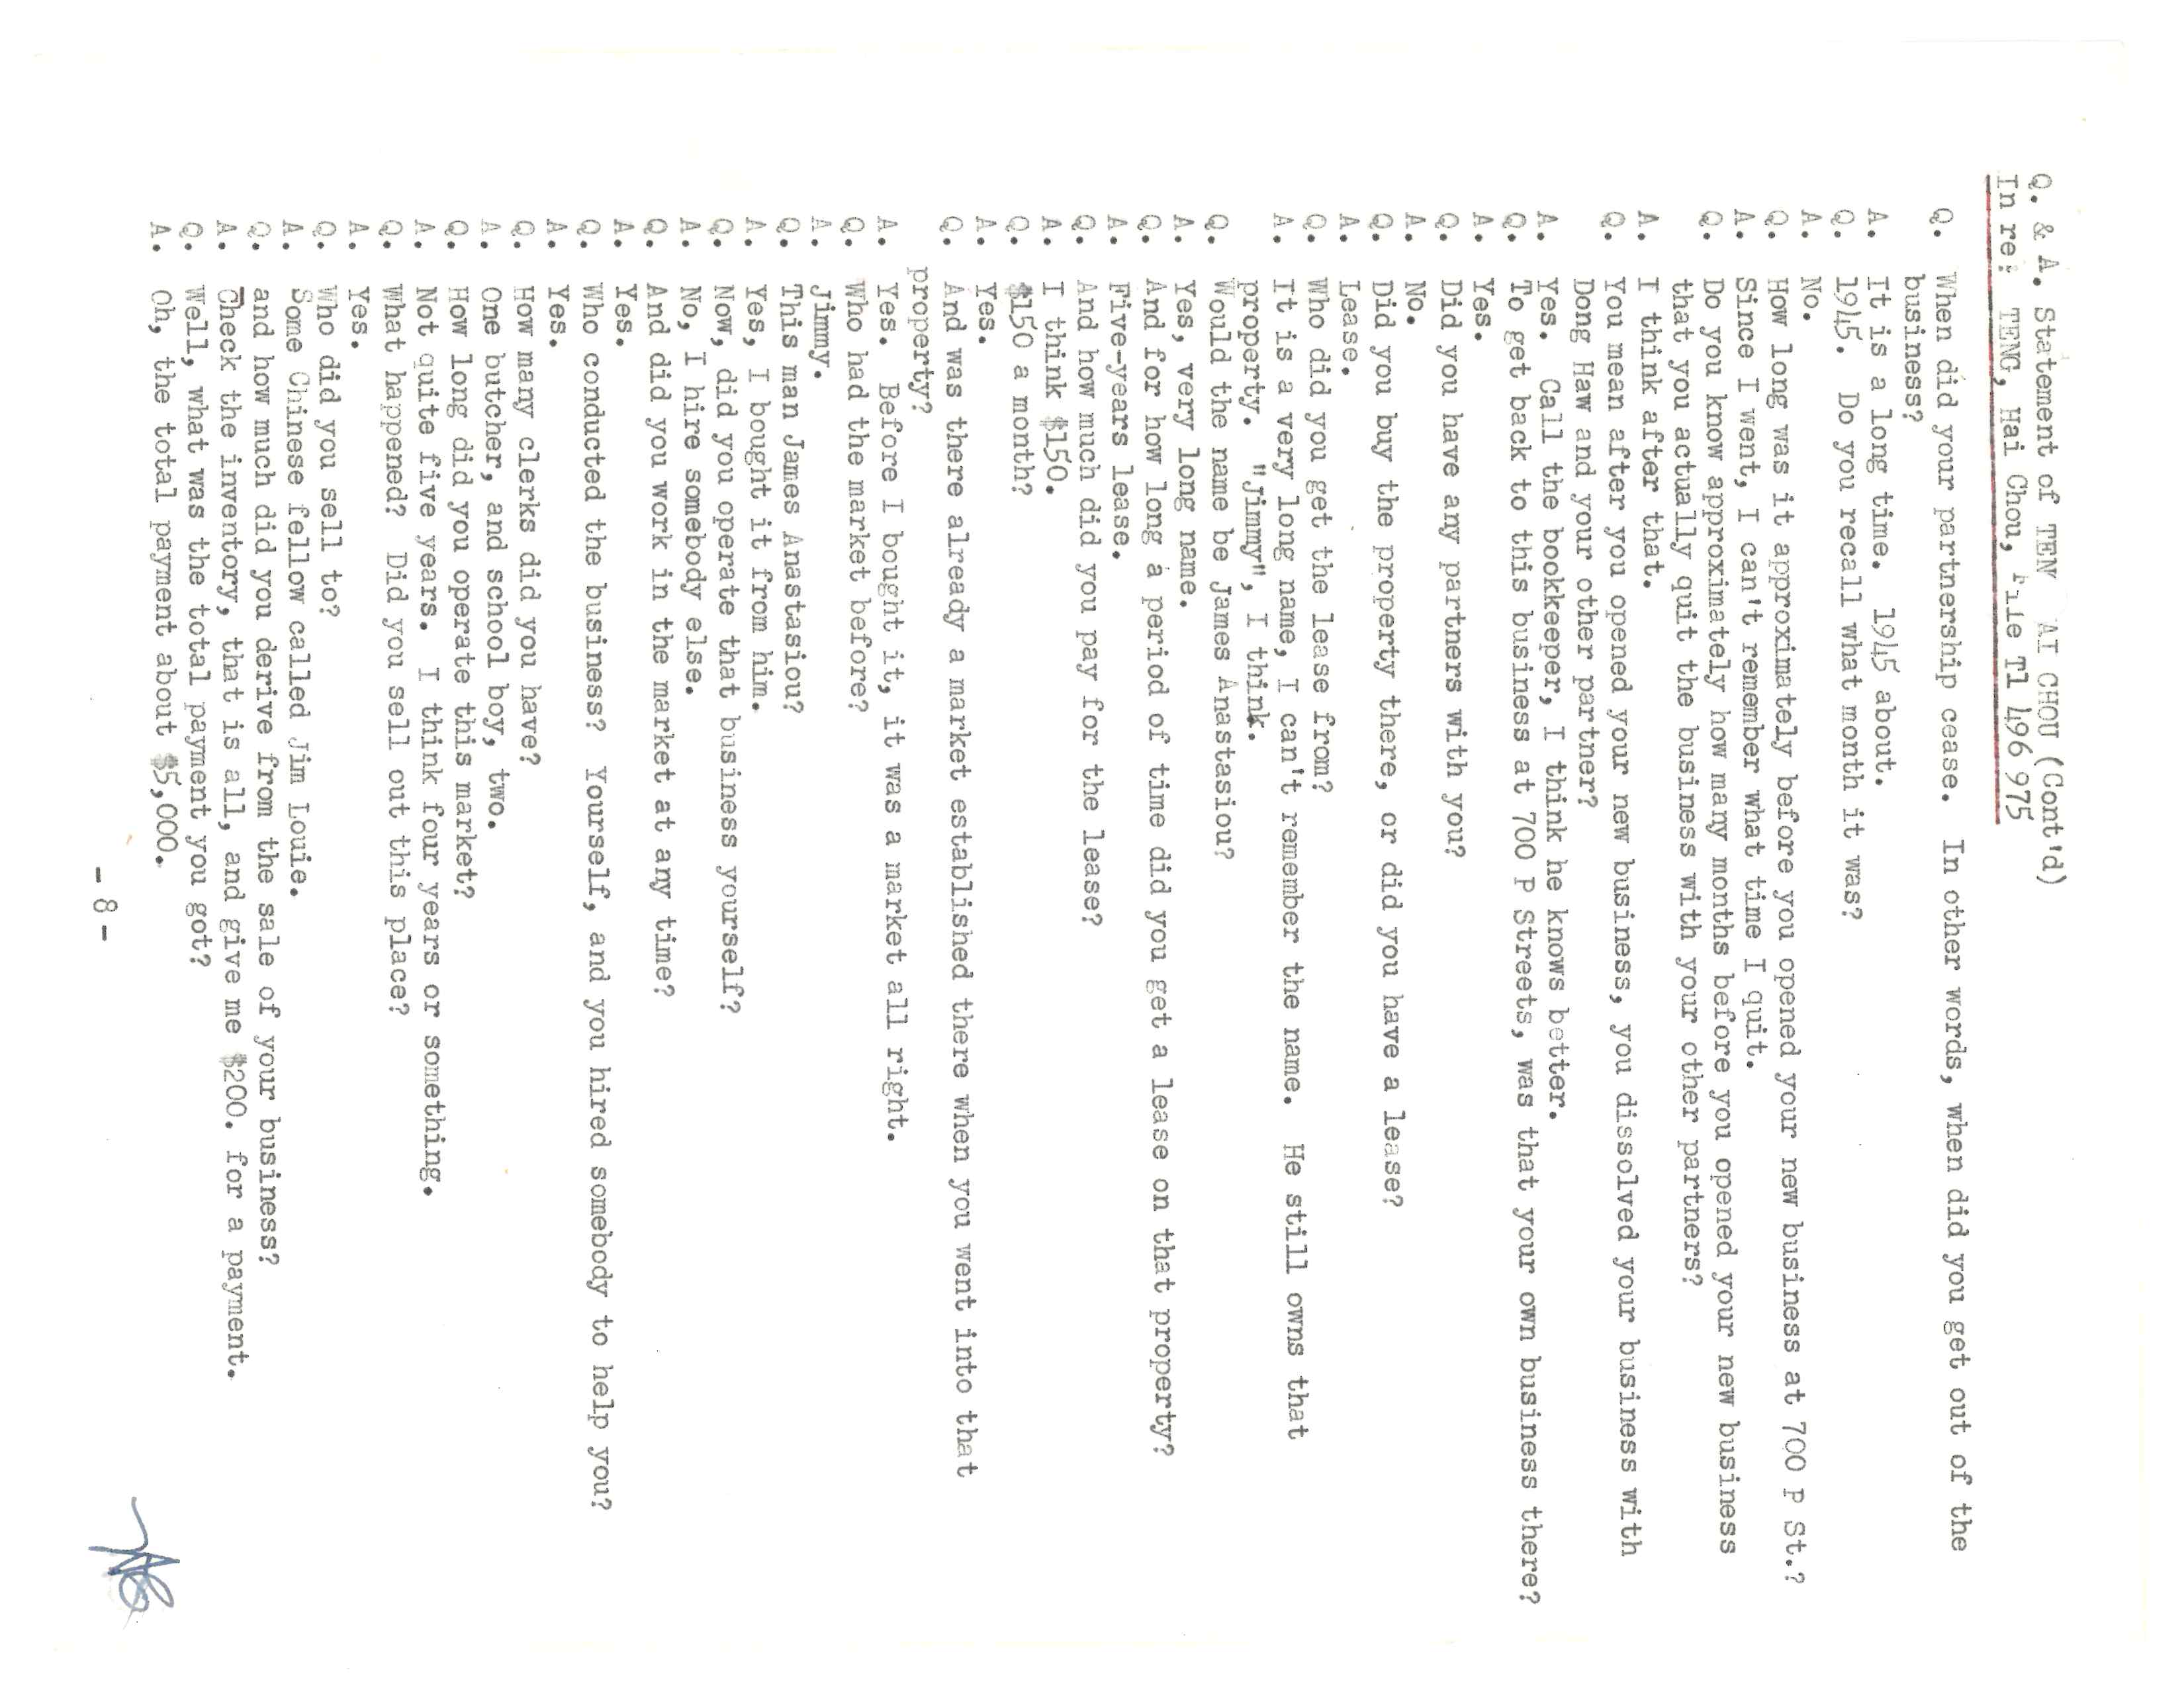 Q. & A. Statement of TEN AI CHOU (Cont'd)
In re: TENG, Hai Chou, File T1 496 975
Q. When did your partnership cease. In other words, when did you get out of the
business?
A. It is a long time. 1945 about.
Q. 1945. Do you recall what month it was?
A. No.
Q. How long was it approximately before you opened your new business at 700 P St.?
A. Since I went, I can't remember what time I quit.
Q. Do you know approximately how many months before you opened your new business
that you actually quit the business with your other partners?
A. I think after that.
Q. You mean after you opened your new business, you dissolved your business with
Dong Haw and your other partner?
A. Yes. Call the bookkeeper, I think he knows better.
Q. To get back to this business at 700 P Streets, was that your own business there?
A. Yes.
Q. Did you have any partners with you?
A. No.
Q. Did you buy the property there, or did you have a lease?
A. Lease.
Q. Who did you get the lease from?
A. It is a very long name, I can't remember the name. He still owns that
property. "Jimmy", I think.
Q. Would the name be James Anastasiou?
A. Yes, very long name.
Q. And for how long a period of time did you get a lease on that property?
A. Five-years lease.
Q. And how much did you pay for the lease?
A. I think $150.
Q. $150 a month?
A. Yes.
Q. And was there already a market established there when you went into that
property?
A. Yes. Before I bought it, it was a market all right.
Q. Who had the market before?
A. Jimmy.
Q. This man James Anastasiou?
A. Yes, I bought it from him.
Q. Now, did you operate that business yourself?
A. No, I hire somebody else.
Q. And did you work in the market at any time?
A. Yes.
Q. Who conducted the business? Yourself, and you hired somebody to help you?
A. Yes.
Q. How many clerks did you have?
A. One butcher, and school boy, two.
Q. How long did you operate this market?
A. Not quite five years. I think four years or something.
Q. What happened? Did you sell out this place?
A. Yes.
Q. Who did you sell to?
A. Some Chinese fellow called Jim Louie.
Q. and how much did you derive from the sale of your business?
A. Check the inventory, that is all, and give me $200. for a payment.
Q. Well, what was the total payment you got?
A. Oh, the total payment about $5,000.
- 8 -